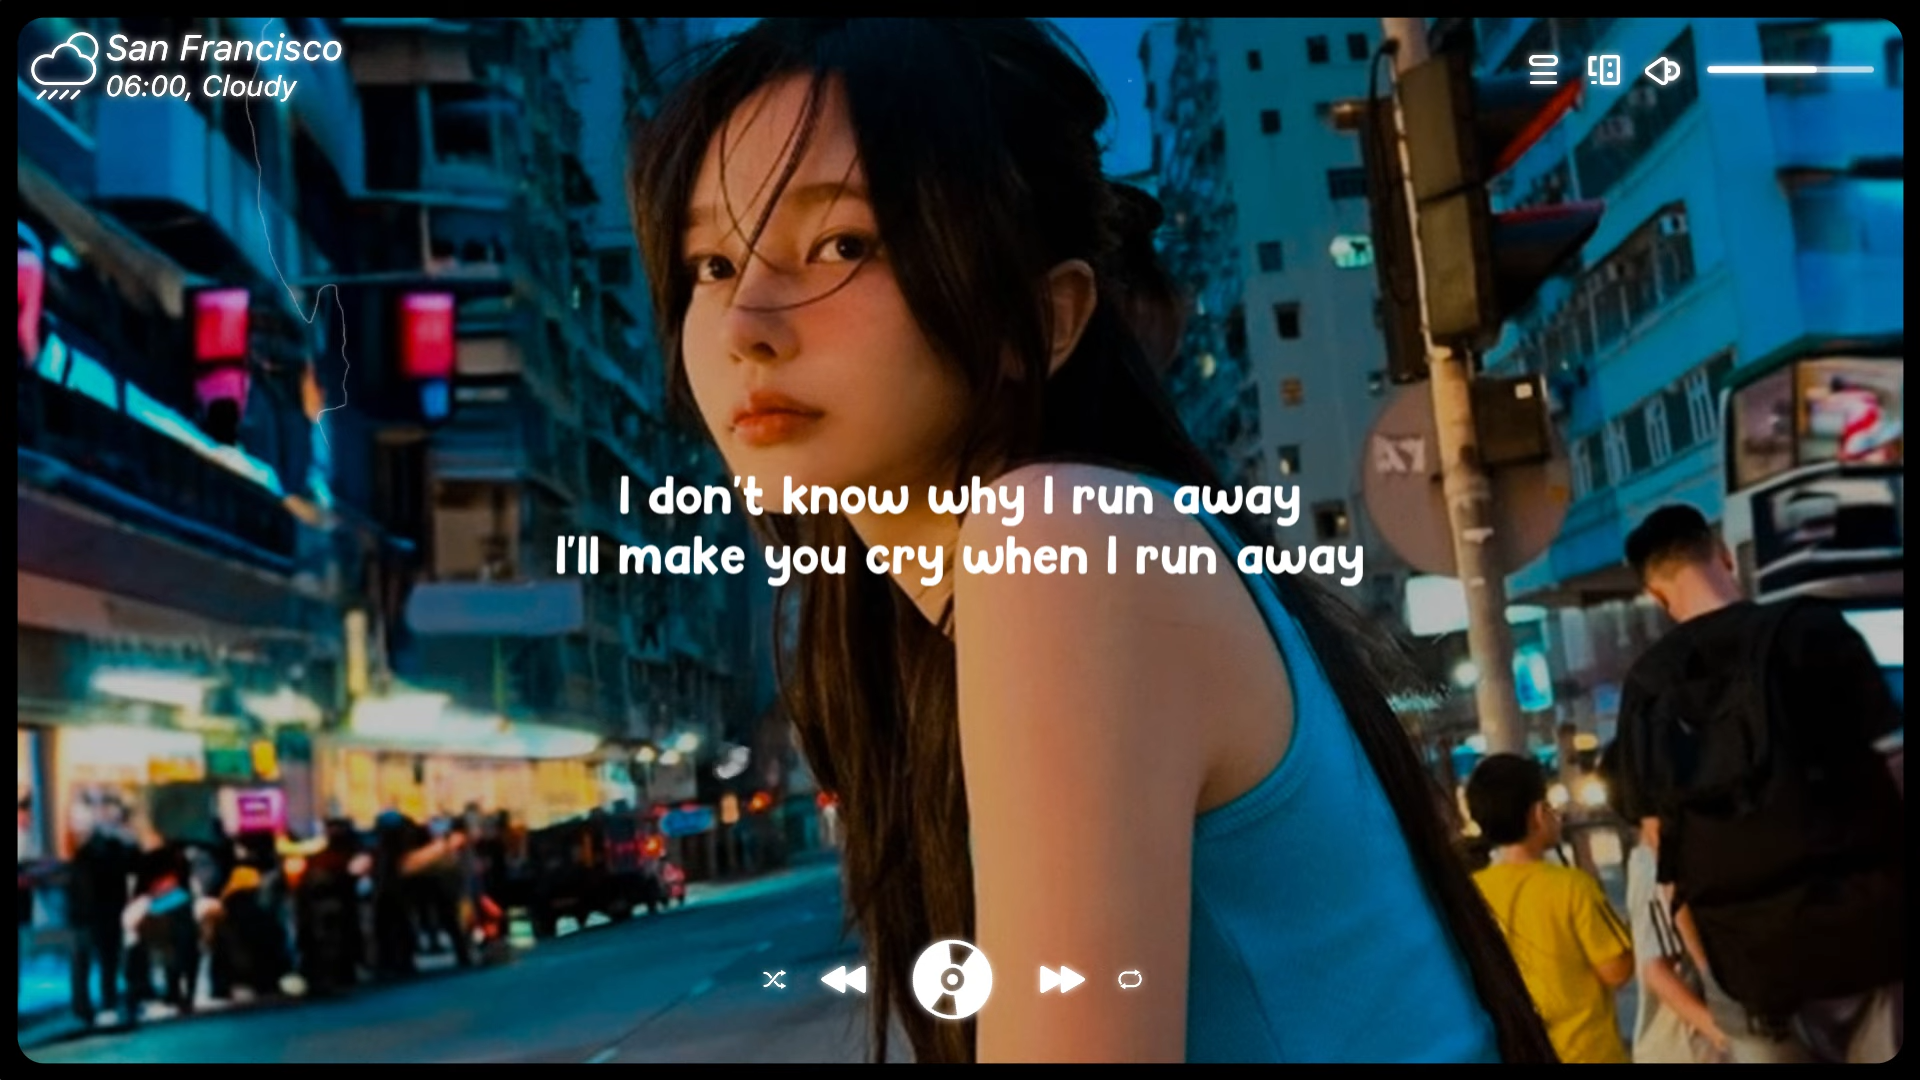 San Francisco
06:00, Cloudy
I don't know why I run away
I'll make you cry when I run away